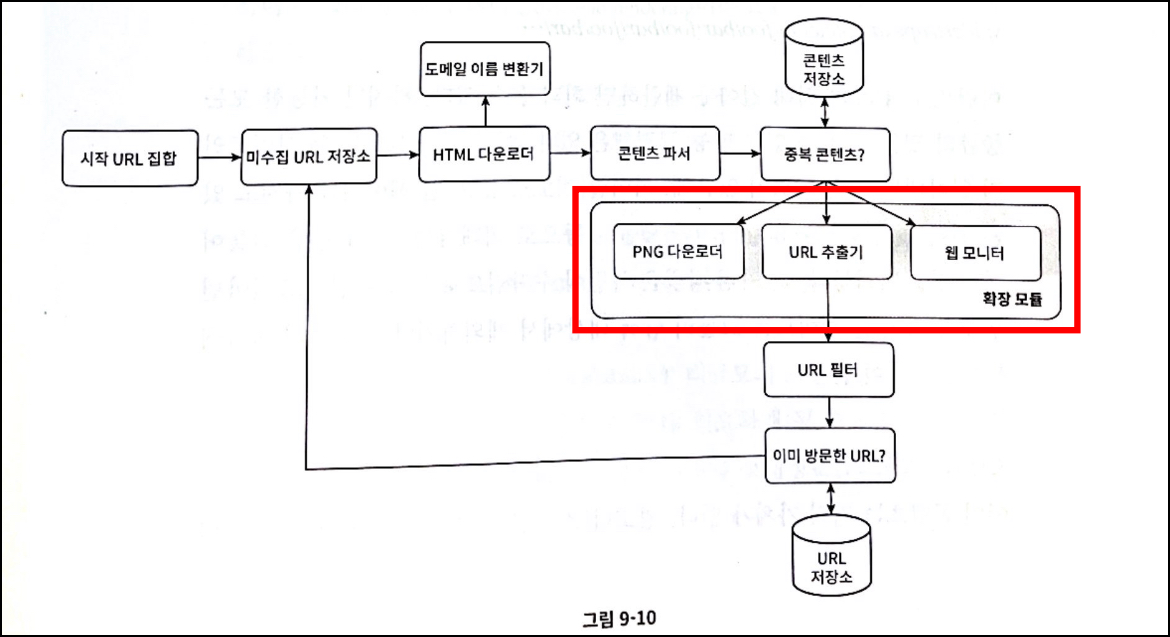 콘텐츠
저장소
도메일 이름 변환기
시작 URL 집합
미수집 URL 저장소
HTML 다운로더
콘텐츠 파서
중복 콘텐츠?
PNG 다운로더
URL 추출기
웹 모니터
확장 모듈
URL 필터
이미 방문한 URL?
URL
저장소
그림 9-10